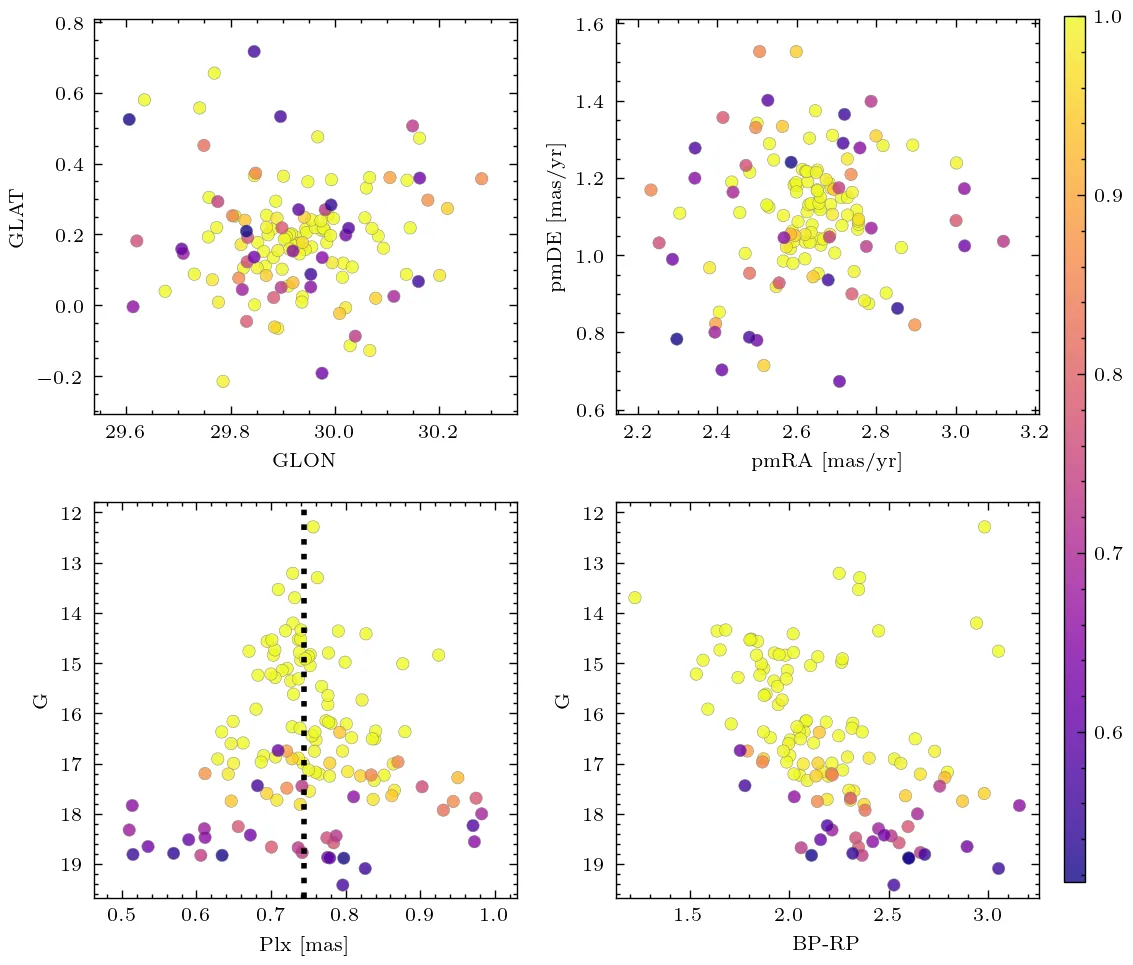 0.8
0.6
0.4
0.2
0.0
−0.2
GLAT
29.6 29.8 30.0 30.2
GLON
1.6
1.4
1.2
1.0
0.8
0.6
pmDE [mas/yr]
2.2 2.4 2.6 2.8 3.0 3.2
pmRA [mas/yr]
1.0
0.9
0.8
0.7
0.6
12
13
14
15
16
17
18
19
G
0.5 0.6 0.7 0.8 0.9 1.0
Plx [mas]
12
13
14
15
16
17
18
19
G
1.5 2.0 2.5 3.0
BP-RP